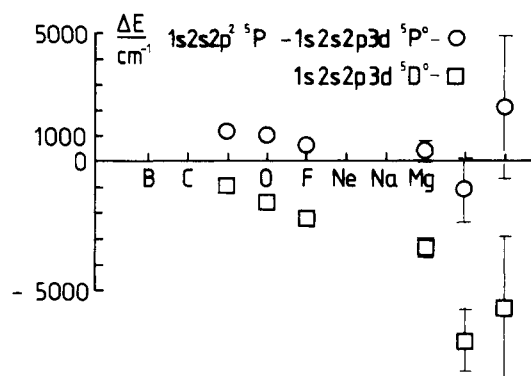 5000
ΔE/cm⁻¹ 1s2s2p² ⁵P -1s2s2p3d ⁵P°- ○
1s2s2p3d ⁵D°- □
1000
0
B C O F Ne Na Mg
- 5000